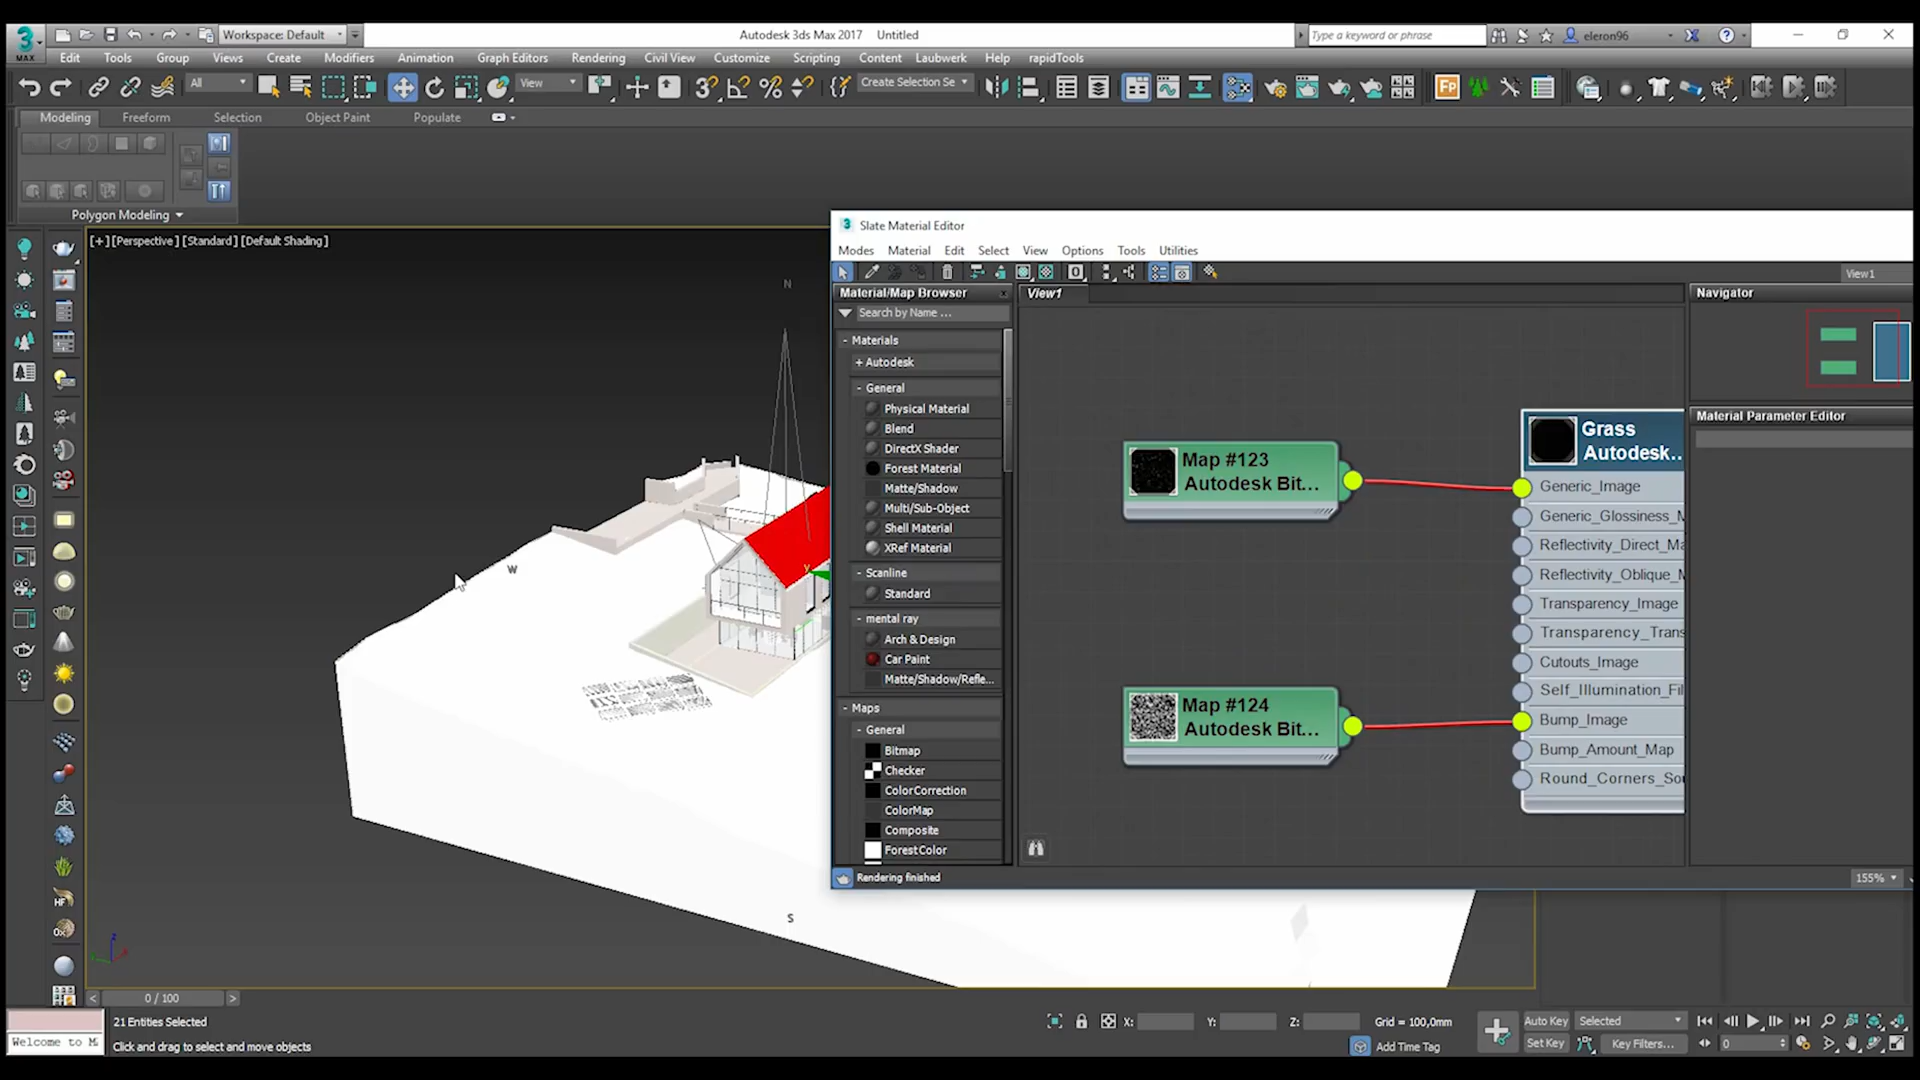 3
MAX
Workspace: Default
Autodesk 3ds Max 2017 Untitled
Type a keyword or phrase
eleron96
Edit Tools Group Views Create Modifiers Animation Graph Editors Rendering Civil View Customize Scripting Content Laubwerk Help rapidTools
All
View
3
Create Selection Se
Fp
Modeling Freeform Selection Object Paint Populate
Polygon Modeling
[+] [Perspective] [Standard] [Default Shading]
N
W
S
y
z
3 Slate Material Editor
Modes Material Edit Select View Options Tools Utilities
View1
Material/Map Browser
View1
Navigator
Search by Name ...
- Materials
+ Autodesk
- General
Physical Material
Blend
DirectX Shader
Forest Material
Matte/Shadow
Multi/Sub-Object
Shell Material
XRef Material
- Scanline
Standard
- mental ray
Arch & Design
Car Paint
Matte/Shadow/Refle...
- Maps
- General
Bitmap
Checker
ColorCorrection
ColorMap
Composite
ForestColor
Map #123
Autodesk Bit...
Map #124
Autodesk Bit...
Grass
Autodesk...
Generic_Image
Generic_Glossiness_M
Reflectivity_Direct_Ma
Reflectivity_Oblique_M
Transparency_Image
Transparency_Trans
Cutouts_Image
Self_Illumination_Fil
Bump_Image
Bump_Amount_Map
Round_Corners_Sou
Material Parameter Editor
Rendering finished
155%
HF
OX
< 0 / 100 >
21 Entities Selected
Welcome to M
Click and drag to select and move objects
X:
Y:
Z:
Grid = 100,0mm
Add Time Tag
Auto Key
Selected
Set Key
Key Filters...
0